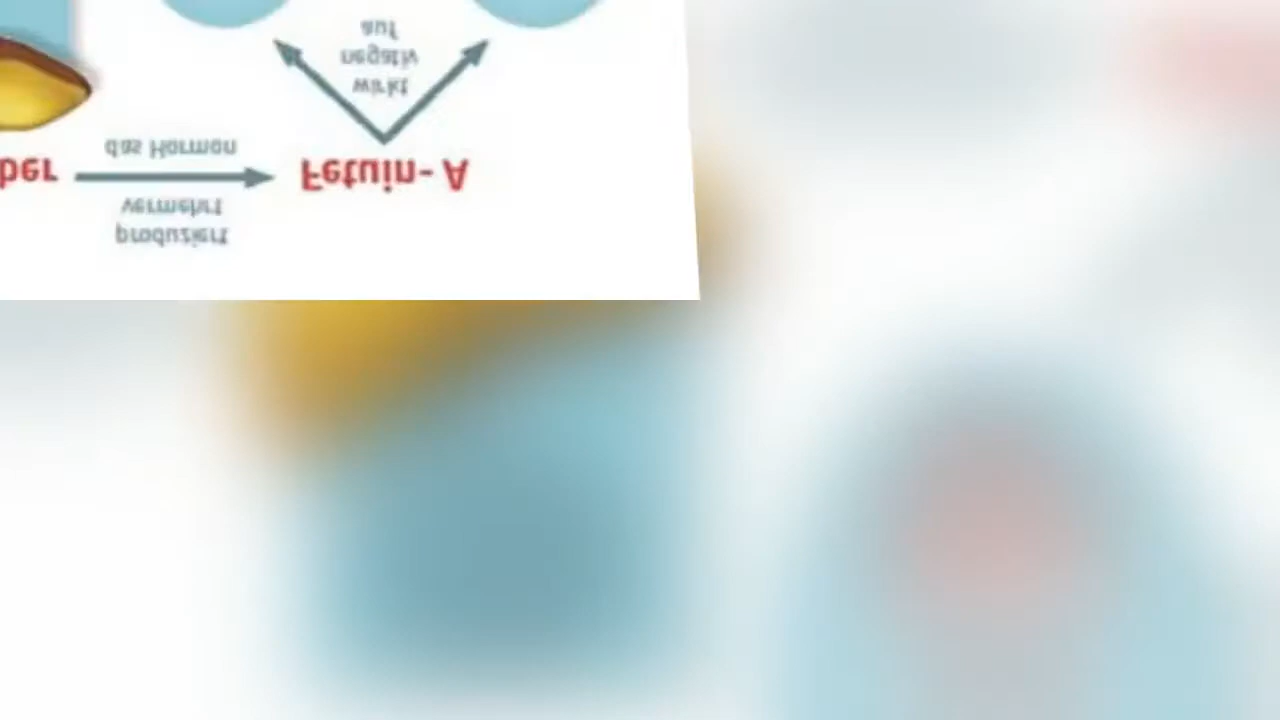 produziert
vermehrt
ber
das Hormon
Fetuin- A
wirkt
negativ
auf